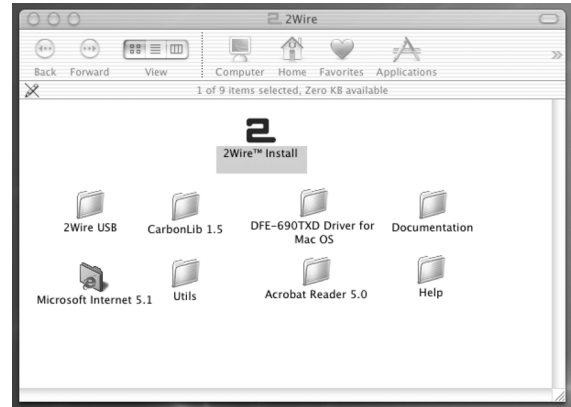 2Wire
Back Forward View Computer Home Favorites Applications
1 of 9 items selected, Zero KB available
2Wire™ Install
2Wire USB
CarbonLib 1.5
DFE-690TXD Driver for
Mac OS
Documentation
Microsoft Internet 5.1
Utils
Acrobat Reader 5.0
Help